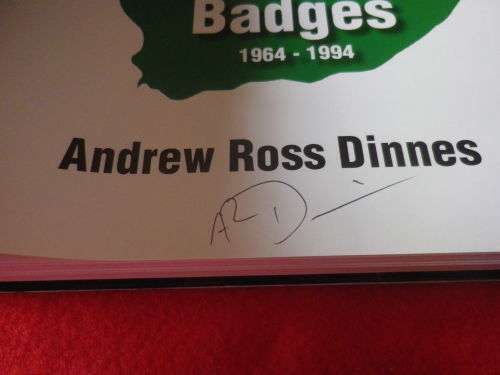 Badges
1964 - 1994
Andrew Ross Dinnes